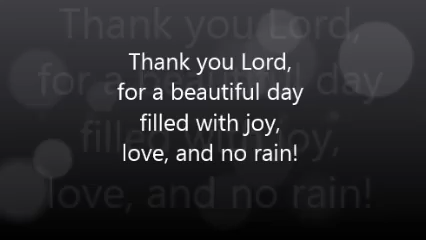 Thank you Lord,
for a beautiful day
filled with joy,
love, and no rain!